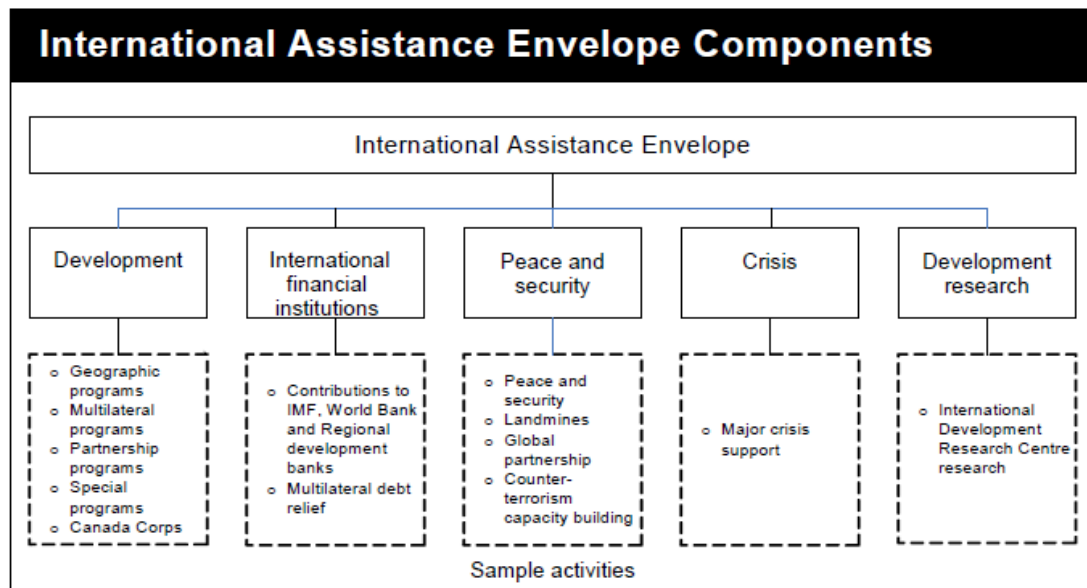 International Assistance Envelope Components
International Assistance Envelope
Development
International
financial
institutions
Peace and
security
Crisis
Development
research
o Geographic
programs
o Multilateral
programs
o Partnership
programs
o Special
programs
o Canada Corps
o Contributions to
IMF, World Bank
and Regional
development
banks
o Multilateral debt
relief
o Peace and
security
o Landmines
o Global
partnership
o Counter-
terrorism
capacity building
o Major crisis
support
o International
Development
Research Centre
research
Sample activities